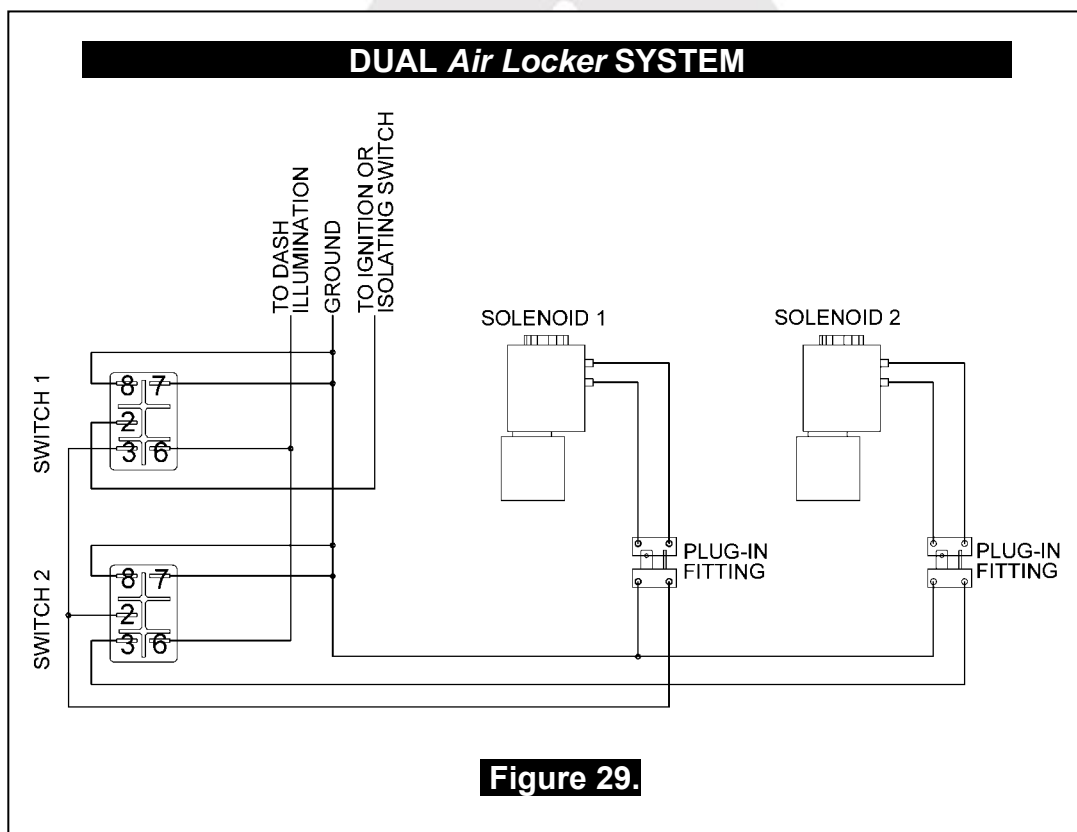 DUAL Air Locker SYSTEM
TO DASH
ILLUMINATION
GROUND
TO IGNITION OR
ISOLATING SWITCH
SOLENOID 1
SOLENOID 2
SWITCH 1
8 7
2
3 6
SWITCH 2
8 7
2
3 6
PLUG-IN
FITTING
PLUG-IN
FITTING
Figure 29.